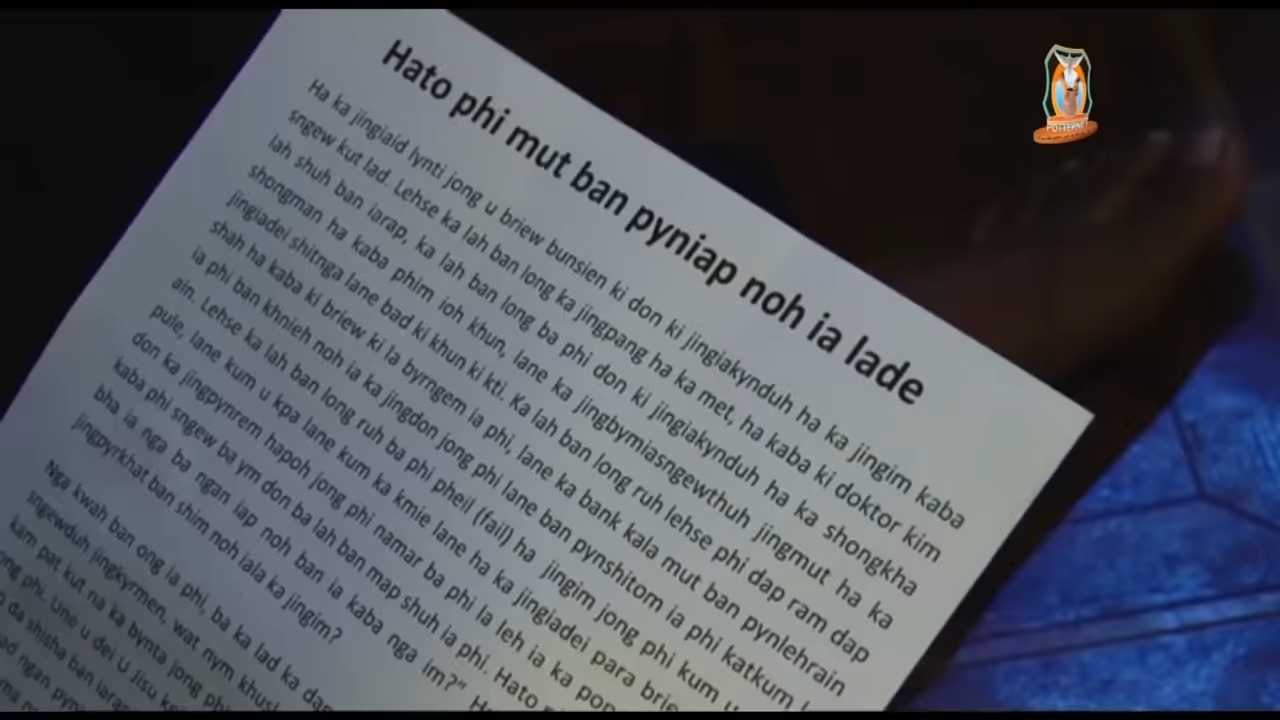 Hato phi mut ban pyniap noh ia lade
Ha ka jingiaid lynti jong u briew bunsien ki don ki jingiakynduh ha ka jingim kaba
sngew kut lad. Lehse ka lah ban long ka jingpang ha ka met, ha kaba ki doktor kim
lah shuh ban iarap, ka lah ban long ba phi don ki jingiakynduh ha ka shongkha
shongman ha kaba phim ioh khun, lane ka jingbymiasngewthuh jingmut ha ka
jingiadei shitnga lane bad ki khun ki kti. Ka lah ban long ruh lehse phi dap ram dap
shah ha kaba ki briew ki la byrngem ia phi, lane ka bank kala mut ban pynlehrain
ia phi ban khnieh noh ia ka jingdon jong phi lane ban pynshitom ia phi katkum
ain. Lehse ka lah ban long ruh ba phi pheil (fail) ha jingim jong phi kum
pule, lane kum u kpa lane kum ka kmie lane ha ka jingiadei para
don ka jingpynrem hapoh jong phi namar ba phi la leh ia ka
kaba phi sngew ba ym don ba lah ban map shuh ia phi. Hato
bha ia nga ba ngan iap noh ban ia kaba nga im?"
jingpyrkhat ban shim noh iala ka jingim?
Nga kwah ban ong ia phi, ba ka lad ka
sngewduh jingkyrmen, wat nym
kam pat kut na ka bynta jong
phi. Une u dei U Jisu
da shisha ban
ngan